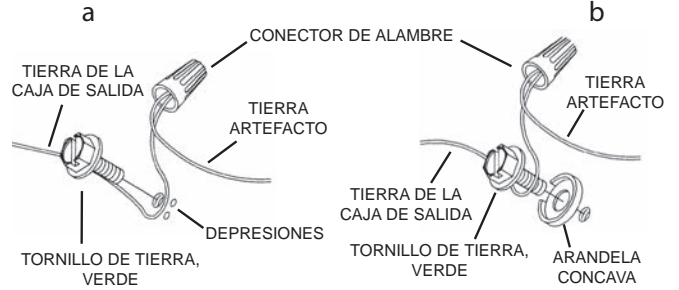 a
b
CONECTOR DE ALAMBRE
TIERRA DE LA
CAJA DE SALIDA
TIERRA
ARTEFACTO
DEPRESIONES
TORNILLO DE TIERRA,
VERDE
TIERRA
ARTEFACTO
TIERRA DE LA
CAJA DE SALIDA
TORNILLO DE TIERRA,
VERDE
ARANDELA
CONCAVA